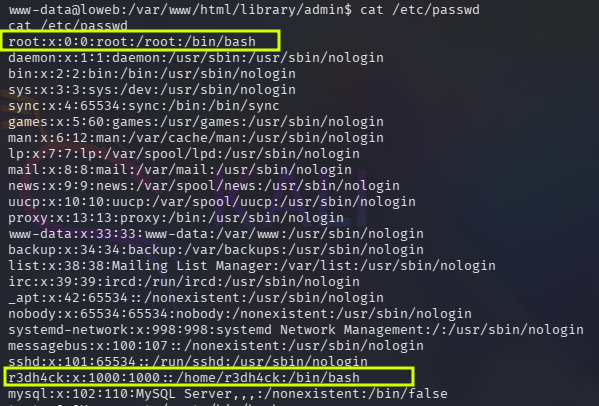 www-data@loweb:/var/www/html/library/admin$ cat /etc/passwd
cat /etc/passwd
root:x:0:0:root:/root:/bin/bash
daemon:x:1:1:daemon:/usr/sbin:/usr/sbin/nologin
bin:x:2:2:bin:/bin:/usr/sbin/nologin
sys:x:3:3:sys:/dev:/usr/sbin/nologin
sync:x:4:65534:sync:/bin:/bin/sync
games:x:5:60:games:/usr/games:/usr/sbin/nologin
man:x:6:12:man:/var/cache/man:/usr/sbin/nologin
lp:x:7:7:lp:/var/spool/lpd:/usr/sbin/nologin
mail:x:8:8:mail:/var/mail:/usr/sbin/nologin
news:x:9:9:news:/var/spool/news:/usr/sbin/nologin
uucp:x:10:10:uucp:/var/spool/uucp:/usr/sbin/nologin
proxy:x:13:13:proxy:/bin:/usr/sbin/nologin
www-data:x:33:33:www-data:/var/www:/usr/sbin/nologin
backup:x:34:34:backup:/var/backups:/usr/sbin/nologin
list:x:38:38:Mailing List Manager:/var/list:/usr/sbin/nologin
irc:x:39:39:ircd:/run/ircd:/usr/sbin/nologin
_apt:x:42:65534::/nonexistent:/usr/sbin/nologin
nobody:x:65534:65534:nobody:/nonexistent:/usr/sbin/nologin
systemd-network:x:998:998:systemd Network Management:/:/usr/sbin/nologin
messagebus:x:100:107::/nonexistent:/usr/sbin/nologin
sshd:x:101:65534::/run/sshd:/usr/sbin/nologin
r3dh4ck:x:1000:1000::/home/r3dh4ck:/bin/bash
mysql:x:102:110:MySQL Server,,,:/nonexistent:/bin/false